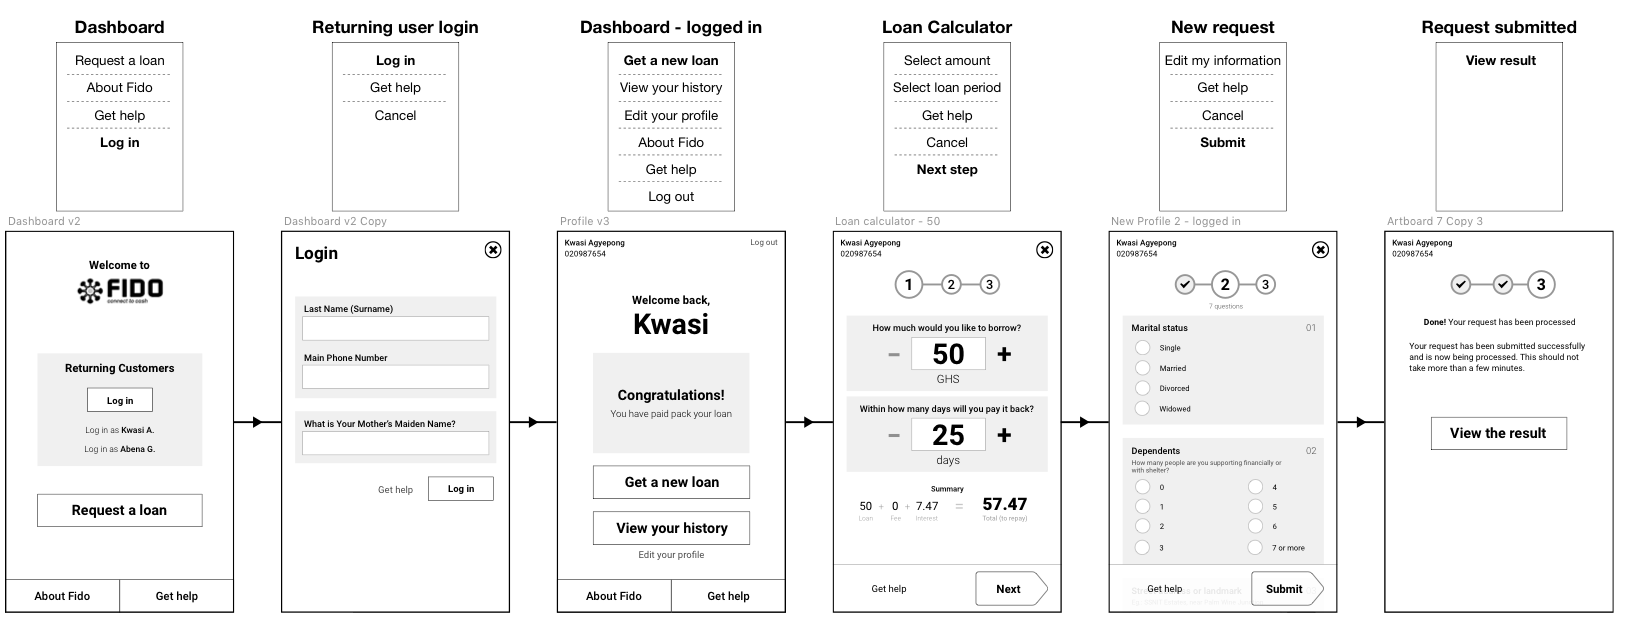 Dashboard
Request a loan
About Fido
Get help
Log in
Returning user login
Log in
Get help
Cancel
Dashboard - logged in
Get a new loan
View your history
Edit your profile
About Fido
Get help
Log out
Loan Calculator
Select amount
Select loan period
Get help
Cancel
Next step
New request
Edit my information
Get help
Cancel
Submit
Request submitted
View result
Dashboard v2
Welcome to
FIDO
connect to cash
Returning Customers
Log in
Log in as Kwasi A.
Log in as Abena G.
Request a loan
About Fido
Get help
Dashboard v2 Copy
Login
Last Name (Surname)
Main Phone Number
What is Your Mother's Maiden Name?
Get help
Log in
Profile v3
Kwasi Agyepong
020987654
Log out
Welcome back,
Kwasi
Congratulations!
You have paid pack your loan
Get a new loan
View your history
Edit your profile
About Fido
Get help
Loan calculator - 50
Kwasi Agyepong
020987654
1 2 3
How much would you like to borrow?
− 50 +
GHS
Within how many days will you pay it back?
− 25 +
days
Summary
50 + 0 + 7.47 = 57.47
Loan Fee Interest Total (to repay)
Get help
Next
New Profile 2 - logged in
Kwasi Agyepong
020987654
2 3
7 questions
Marital status 01
Single
Married
Divorced
Widowed
Dependents 02
How many people are you supporting financially or
with shelter?
0 4
1 5
2 6
3 7 or more
Get help
Submit
or landmark
Artboard 7 Copy 3
Kwasi Agyepong
020987654
3
Done! Your request has been processed
Your request has been submitted successfully
and is now being processed. This should not
take more than a few minutes.
View the result